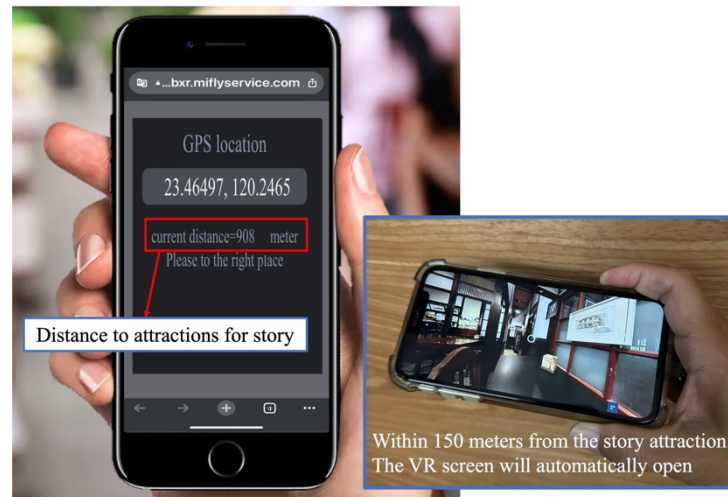 ...bxr.miflyservice.com
GPS location
23.46497, 120.2465
current distance=908 meter
Please to the right place
Distance to attractions for story
Within 150 meters from the story attraction
The VR screen will automatically open